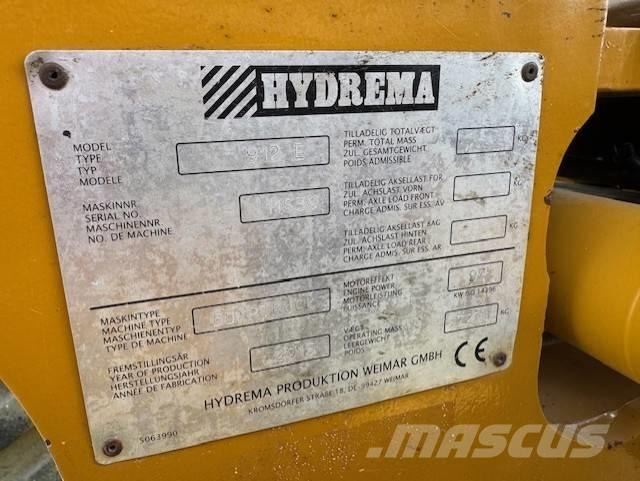 HYDREMA
MODEL
TYPE
TYP
MODELE
912 E
MASKINNR.
SERIAL NO.
MASCHINENNR.
NO. DE MACHINE
MASKINTYPE
MACHINE TYPE
MASCHIENENTYP
TYPE DE MACHINE
FREMSTILLINGSÅR
YEAR OF PRODUCTION
HERSTELLUNGSJAHR
ANNÉE DE FABRICATION
TILLADELIG TOTALVÆGT
PERM. TOTAL MASS
ZUL. GESAMTGEWICHT
POIDS ADMISSIBLE
KG
TILLADELIG AKSELLAST FOR
ZUL. ACHSLAST VORN
PERM. AXLE LOAD FRONT
CHARGE ADMIS. SUR ESS. AV
KG
TILLADELIG AKSELLAST BAG
ZUL. ACHSLAST HINTEN
PERM. AXLE LOAD REAR
CHARGE ADMIS. SUR ESS. AR
KG
MOTOREFFEKT
ENGINE POWER
MOTORLEISTUNG
PUISSANCE
KW ISO 14396
VÆGT
OPERATING MASS
LEERGEWICHT
POIDS
KG
HYDREMA PRODUKTION WEIMAR GMBH
KROMSDORFER STRAßE 18, DE-99427 WEIMAR
CE
S063990
MASCUS